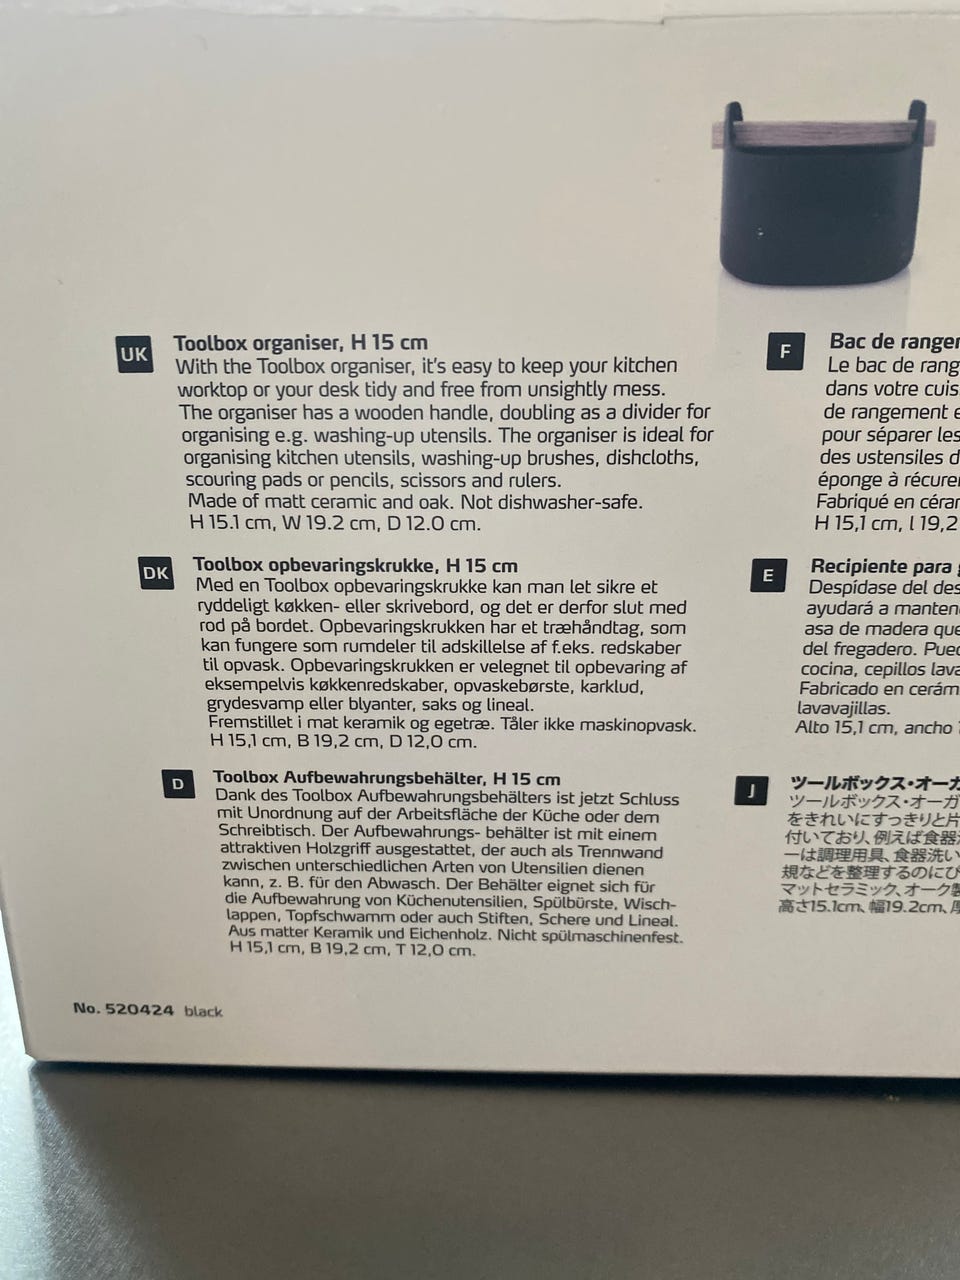 UK
Toolbox organiser, H 15 cm
With the Toolbox organiser, it's easy to keep your kitchen
worktop or your desk tidy and free from unsightly mess.
The organiser has a wooden handle, doubling as a divider for
organising e.g. washing-up utensils. The organiser is ideal for
organising kitchen utensils, washing-up brushes, dishcloths,
scouring pads or pencils, scissors and rulers.
Made of matt ceramic and oak. Not dishwasher-safe.
H 15.1 cm, W 19.2 cm, D 12.0 cm.
DK
Toolbox opbevaringskrukke, H 15 cm
Med en Toolbox opbevaringskrukke kan man let sikre et
ryddeligt køkken- eller skrivebord, og det er derfor slut med
rod på bordet. Opbevaringskrukken har et træhåndtag, som
kan fungere som rumdeler til adskillelse af f.eks. redskaber
til opvask. Opbevaringskrukken er velegnet til opbevaring af
eksempelvis køkkenredskaber, opvaskebørste, karklud,
grydesvamp eller blyanter, saks og lineal.
Fremstillet i mat keramik og egetræ. Tåler ikke maskinopvask.
H 15,1 cm, B 19,2 cm, D 12,0 cm.
D
Toolbox Aufbewahrungsbehälter, H 15 cm
Dank des Toolbox Aufbewahrungsbehälters ist jetzt Schluss
mit Unordnung auf der Arbeitsfläche der Küche oder dem
Schreibtisch. Der Aufbewahrungs- behälter ist mit einem
attraktiven Holzgriff ausgestattet, der auch als Trennwand
zwischen unterschiedlichen Arten von Utensilien dienen
kann, z. B. für den Abwasch. Der Behälter eignet sich für
die Aufbewahrung von Küchenutensilien, Spülbürste, Wisch-
lappen, Topfschwamm oder auch Stiften, Schere und Lineal.
Aus matter Keramik und Eichenholz. Nicht spülmaschinenfest.
H 15,1 cm, B 19,2 cm, T 12,0 cm.
No. 520424 black
F
Bac de ranger
Le bac de rang
dans votre cuis
de rangement e
pour séparer les
des ustensiles d
éponge à récurer
Fabriqué en cérar
H 15,1 cm, l 19,2
E
Recipiente para
Despídase del des
ayudará a manten
asa de madera que
del fregadero. Pued
cocina, cepillos lava
Fabricado en cerám
lavavajillas.
Alto 15,1 cm, ancho
J
ツールボックス・オーガ
ツールボックス・オーガ
をきれいにすっきりと片
付いており、例えば食器
ーは調理用具、食器洗い
規などを整理するのにぴ
マットセラミック、オーク製
高さ15.1cm、幅19.2cm、